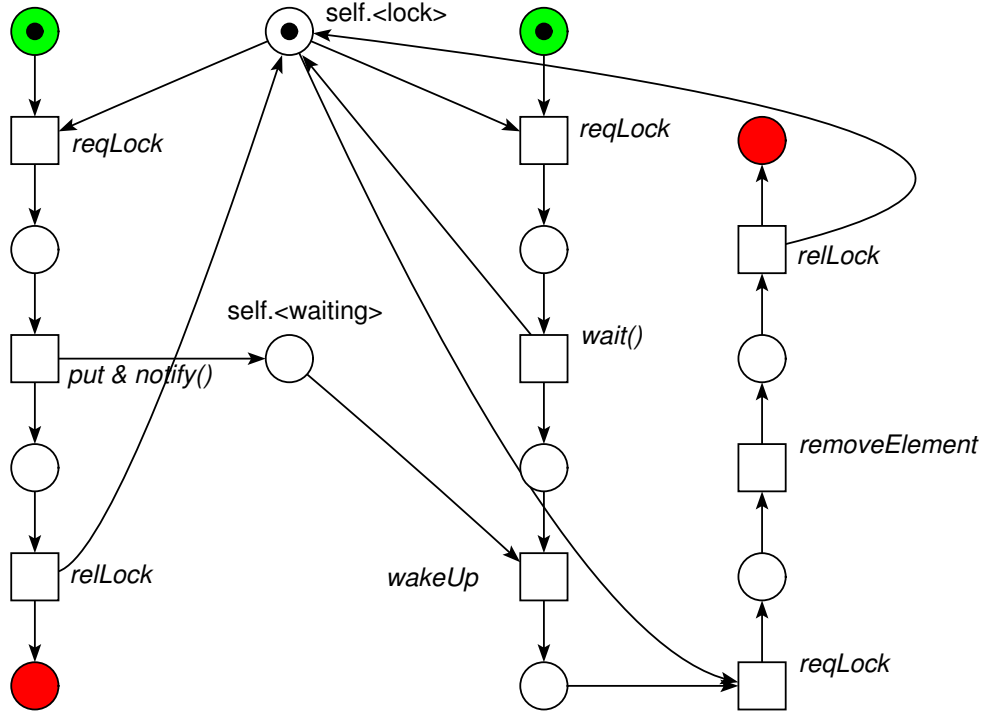 self.<lock>
reqLock
reqLock
relLock
self.<waiting>
wait()
put & notify()
removeElement
relLock
wakeUp
reqLock